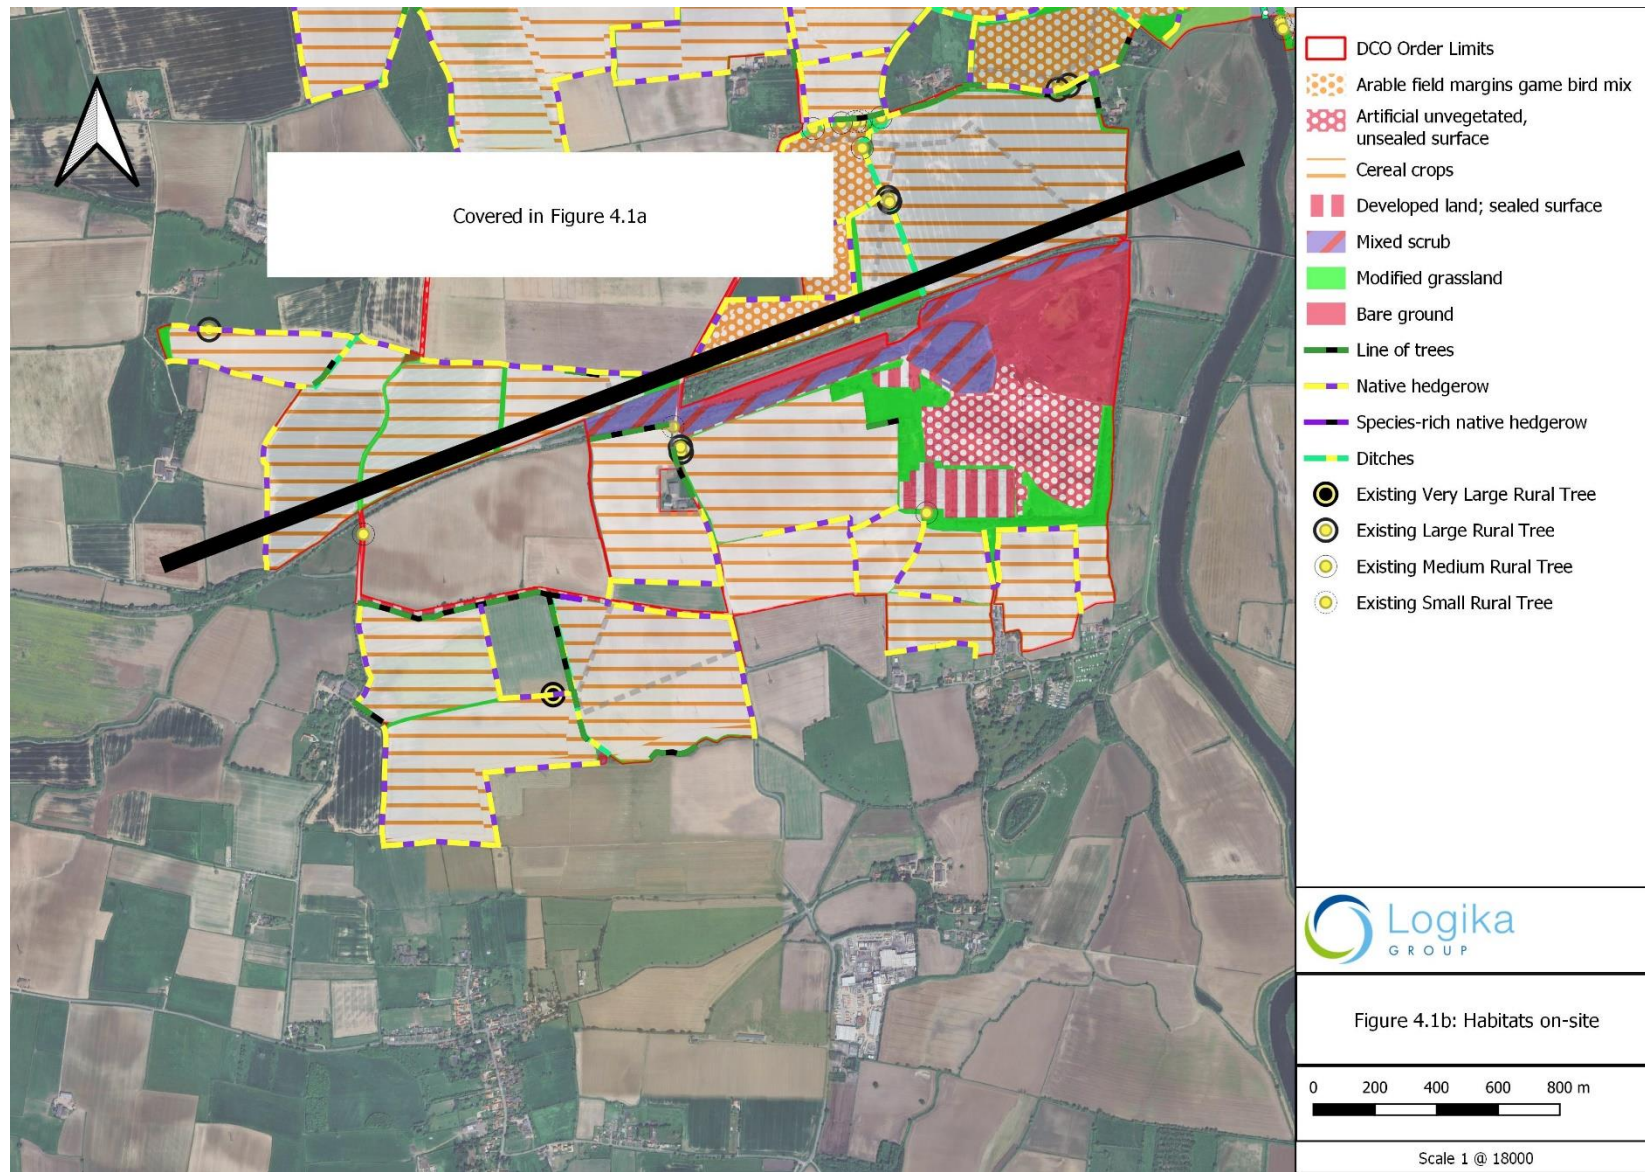 Covered in Figure 4.1a
DCO Order Limits
Arable field margins game bird mix
Artificial unvegetated,
unsealed surface
Cereal crops
Developed land; sealed surface
Mixed scrub
Modified grassland
Bare ground
Line of trees
Native hedgerow
Species-rich native hedgerow
Ditches
Existing Very Large Rural Tree
Existing Large Rural Tree
Existing Medium Rural Tree
Existing Small Rural Tree
Logika
GROUP
Figure 4.1b: Habitats on-site
0 200 400 600 800 m
Scale 1 @ 18000